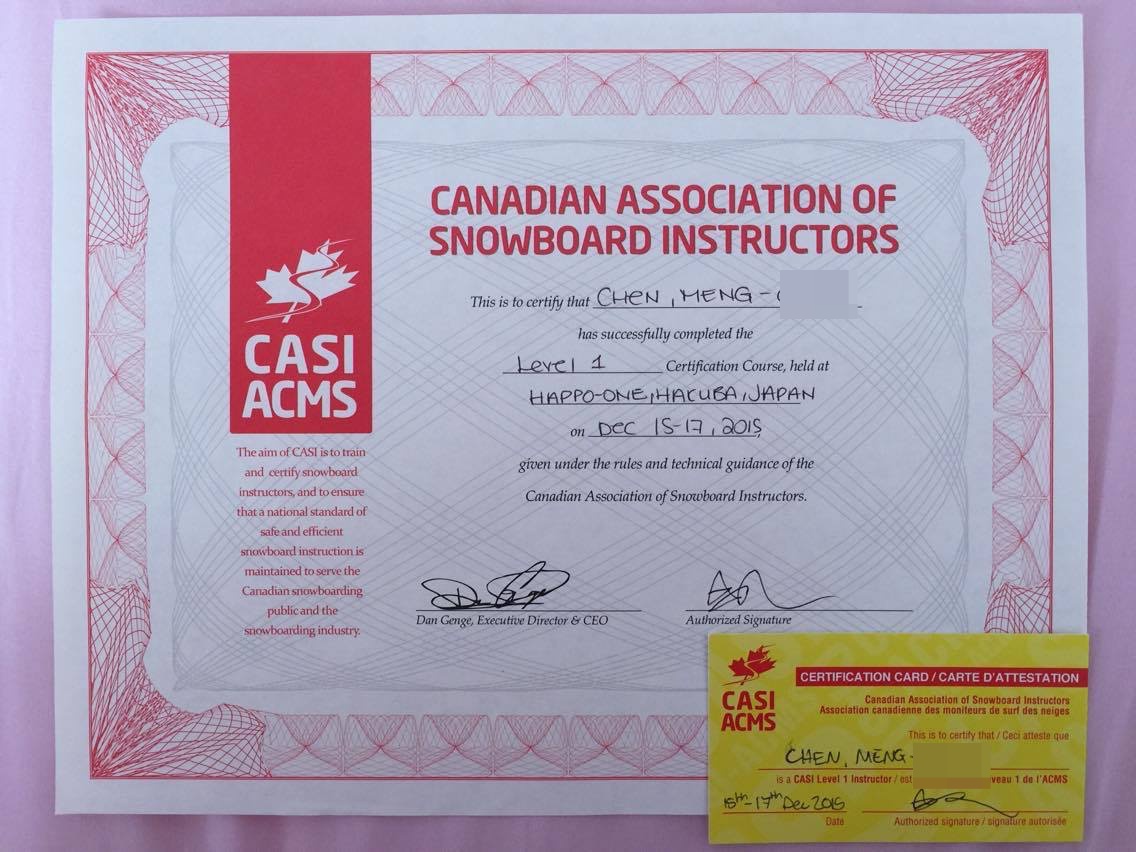 CANADIAN ASSOCIATION OF
SNOWBOARD INSTRUCTORS
This is to certify that CHEN, MENG-
has successfully completed the
Level 1 Certification Course, held at
HAPPO-ONE, HAKUBA, JAPAN
on Dec 15-17, 2015,
given under the rules and technical guidance of the
Canadian Association of Snowboard Instructors.
CASI
ACMS
The aim of CASI is to train
and certify snowboard
instructors, and to ensure
that a national standard of
safe and efficient
snowboard instruction is
maintained to serve the
Canadian snowboarding
public and the
snowboarding industry.
Dan Genge, Executive Director & CEO
Authorized Signature
CASI
ACMS
CERTIFICATION CARD / CARTE D'ATTESTATION
Canadian Association of Snowboard Instructors
Association canadienne des moniteurs de surf des neiges
This is to certify that / Ceci atteste que
CHEN, MENG-
is a CASI Level 1 Instructor / est iveau 1 de l'ACMS
15th-17th Dec 2015
Date
Authorized signature / signature autorisée